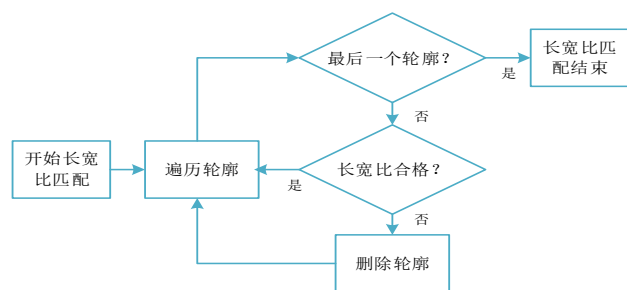 最后一个轮廓？
长宽比匹
配结束
是
否
开始长宽
比匹配
遍历轮廓
是
长宽比合格？
否
删除轮廓